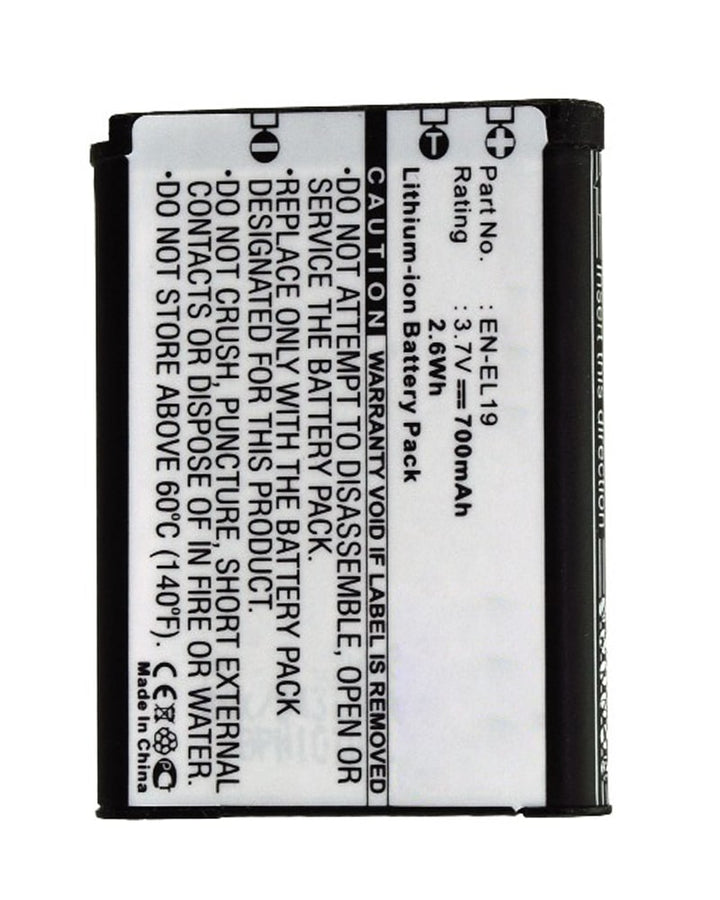 Part No. : EN-EL19
Rating : 3.7V 700mAh
2.6Wh
Lithium-ion Battery Pack
CAUTION WARRANTY VOID IF LABEL IS REMOVED
•DO NOT ATTEMPT TO DISASSEMBLE, OPEN OR
SERVICE THE BATTERY PACK.
•REPLACE ONLY WITH THE BATTERY PACK
DESIGNATED FOR THIS PRODUCT.
•DO NOT CRUSH, PUNCTURE, SHORT EXTERNAL
CONTACTS OR DISPOSE OF IN FIRE OR WATER.
•DO NOT STORE ABOVE 60°C (140°F).
Made In China
Insert this direction